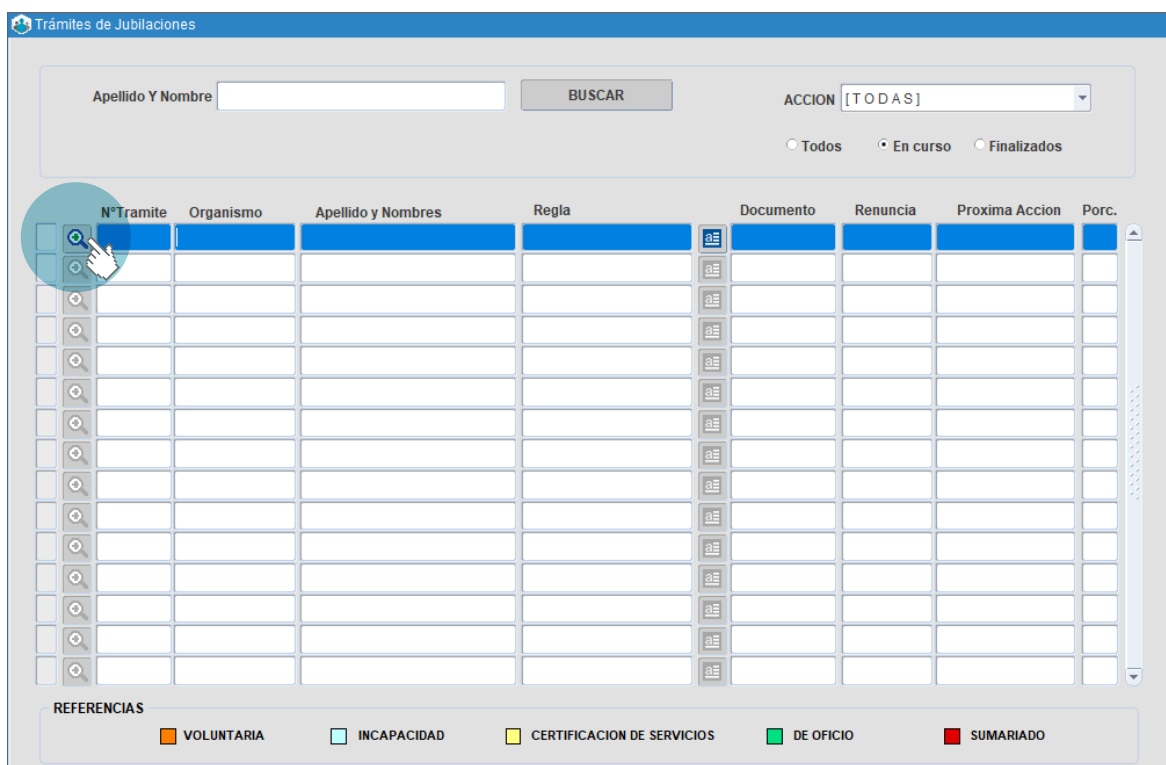 Trámites de Jubilaciones
Apellido Y Nombre BUSCAR ACCION [TODAS]
Todos En curso Finalizados
N°Tramite Organismo Apellido y Nombres Regla Documento Renuncia Proxima Accion Porc.
REFERENCIAS
VOLUNTARIA INCAPACIDAD CERTIFICACION DE SERVICIOS DE OFICIO SUMARIADO